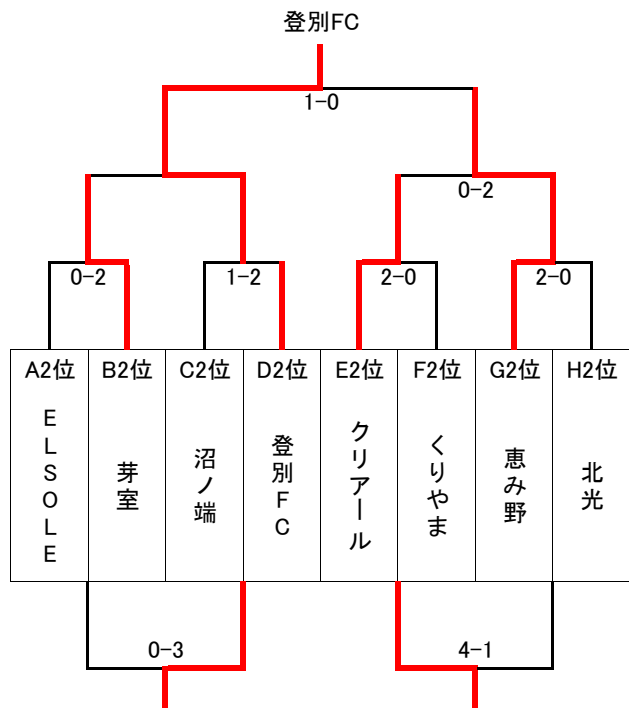 登別FC
1-0
0-2
0-2
1-2
2-0
2-0
A2位
B2位
C2位
D2位
E2位
F2位
G2位
H2位
ELSOLE
芽室
沼ノ端
登別FC
クリアール
くりやま
恵み野
北光
0-3
4-1